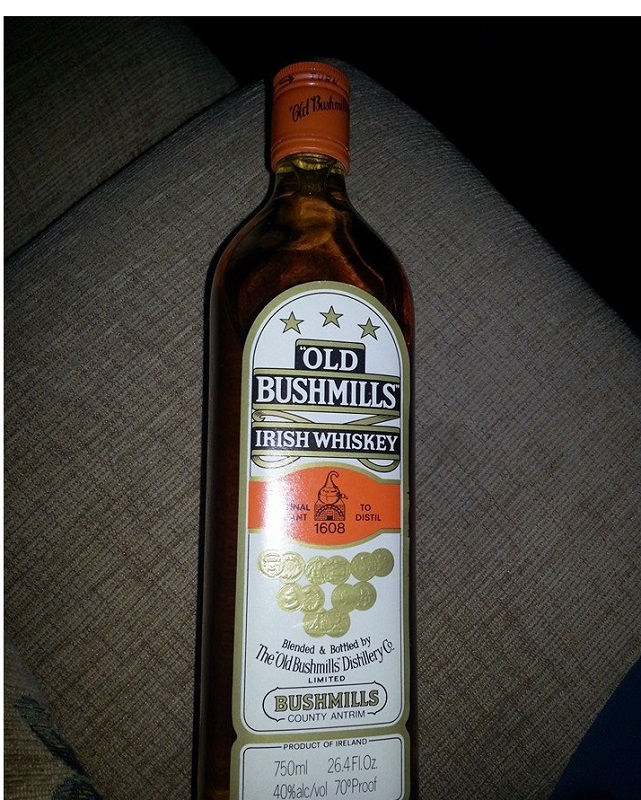 "Old Bushmills
"OLD
BUSHMILLS"
IRISH WHISKEY
TO
DISTIL
1608
Blended & Bottled by
The "Old Bushmills" Distillery Co.
LIMITED
BUSHMILLS
COUNTY ANTRIM
PRODUCT OF IRELAND
750ml 26.4Fl.Oz.
40%alc/vol 70°Proof